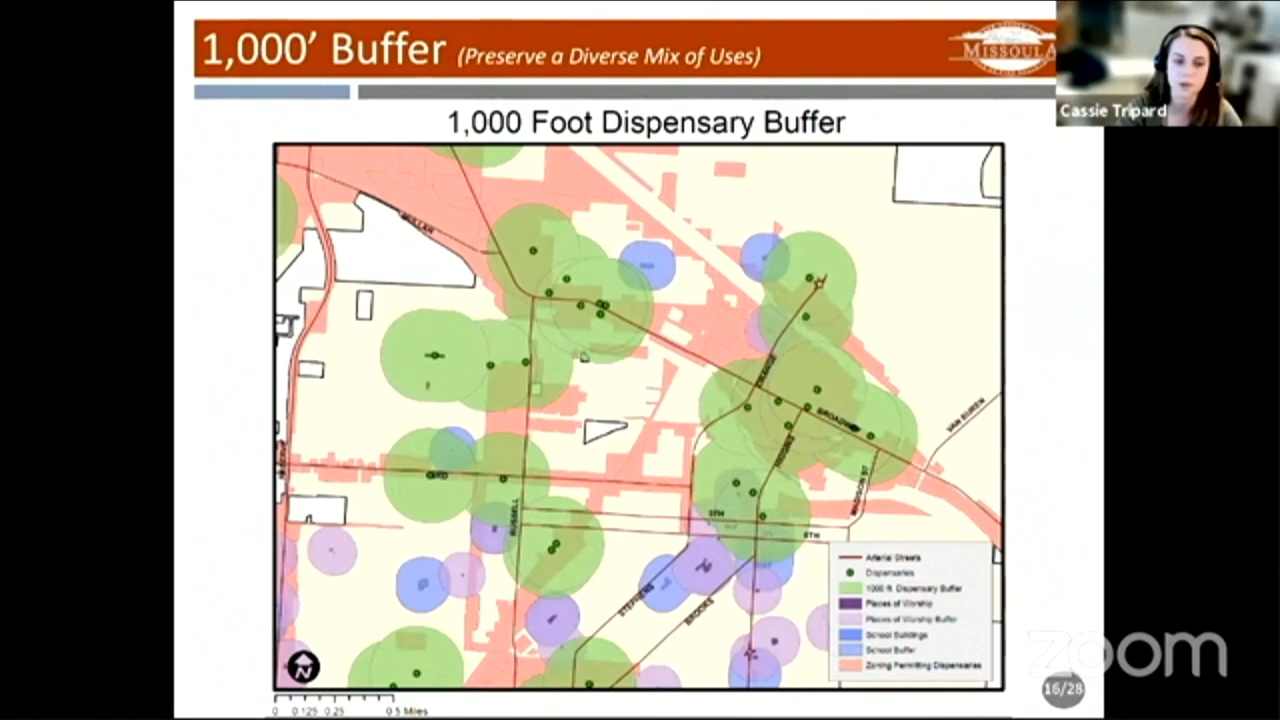 1,000’ Buffer (Preserve a Diverse Mix of Uses)
MISSOULA
Cassie Tripard
1,000 Foot Dispensary Buffer
MULLAN
ORANGE
BROADWAY
VAN BUREN
HIGGINS
3RD
MADISON ST
RUSSELL
5TH
6TH
STEPHENS
BROOKS
Arterial Streets
Dispensaries
1000 ft. Dispensary Buffer
Places of Worship
Places of Worship Buffer
School Buildings
School Buffer
Zoning Permitting Dispensaries
N
0 0.125 0.25 0.5 Miles
zoom
16/28